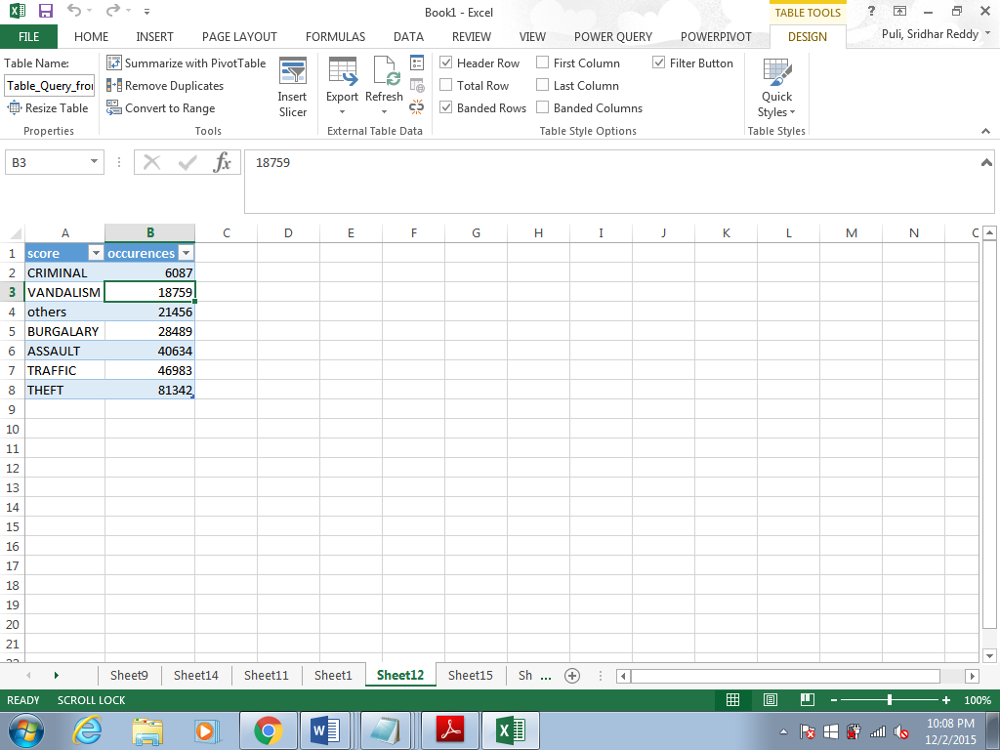 Book1 - Excel
TABLE TOOLS
?
FILE HOME INSERT PAGE LAYOUT FORMULAS DATA REVIEW VIEW POWER QUERY POWERPIVOT DESIGN Puli, Sridhar Reddy
Table Name:
Table_Query_fro
Resize Table
Properties
Summarize with PivotTable
Remove Duplicates
Convert to Range
Tools
Insert
Slicer
Export Refresh
External Table Data
Header Row First Column Filter Button
Total Row Last Column
Banded Rows Banded Columns
Table Style Options
Quick
Styles
Table Styles
B3 fx 18759
A B C D E F G H I J K L M N
1 score occurences
2 CRIMINAL 6087
3 VANDALISM 18759
4 others 21456
5 BURGALARY 28489
6 ASSAULT 40634
7 TRAFFIC 46983
8 THEFT 81342
9
10
11
12
13
14
15
16
17
18
19
20
21
Sheet9 Sheet14 Sheet11 Sheet1 Sheet12 Sheet15 Sh ...
READY SCROLL LOCK 100%
10:08 PM
12/2/2015